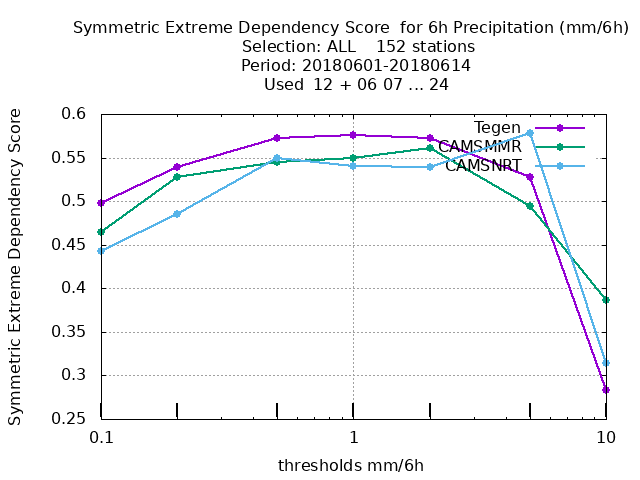 Symmetric Extreme Dependency Score  for 6h Precipitation (mm/6h)
Selection: ALL    152 stations
Period: 20180601-20180614
Used  12 + 06 07 ... 24
Symmetric Extreme Dependency Score
0.6
0.55
0.5
0.45
0.4
0.35
0.3
0.25
Tegen
CAMSMMR
CAMSNRT
0.1
1
10
thresholds mm/6h